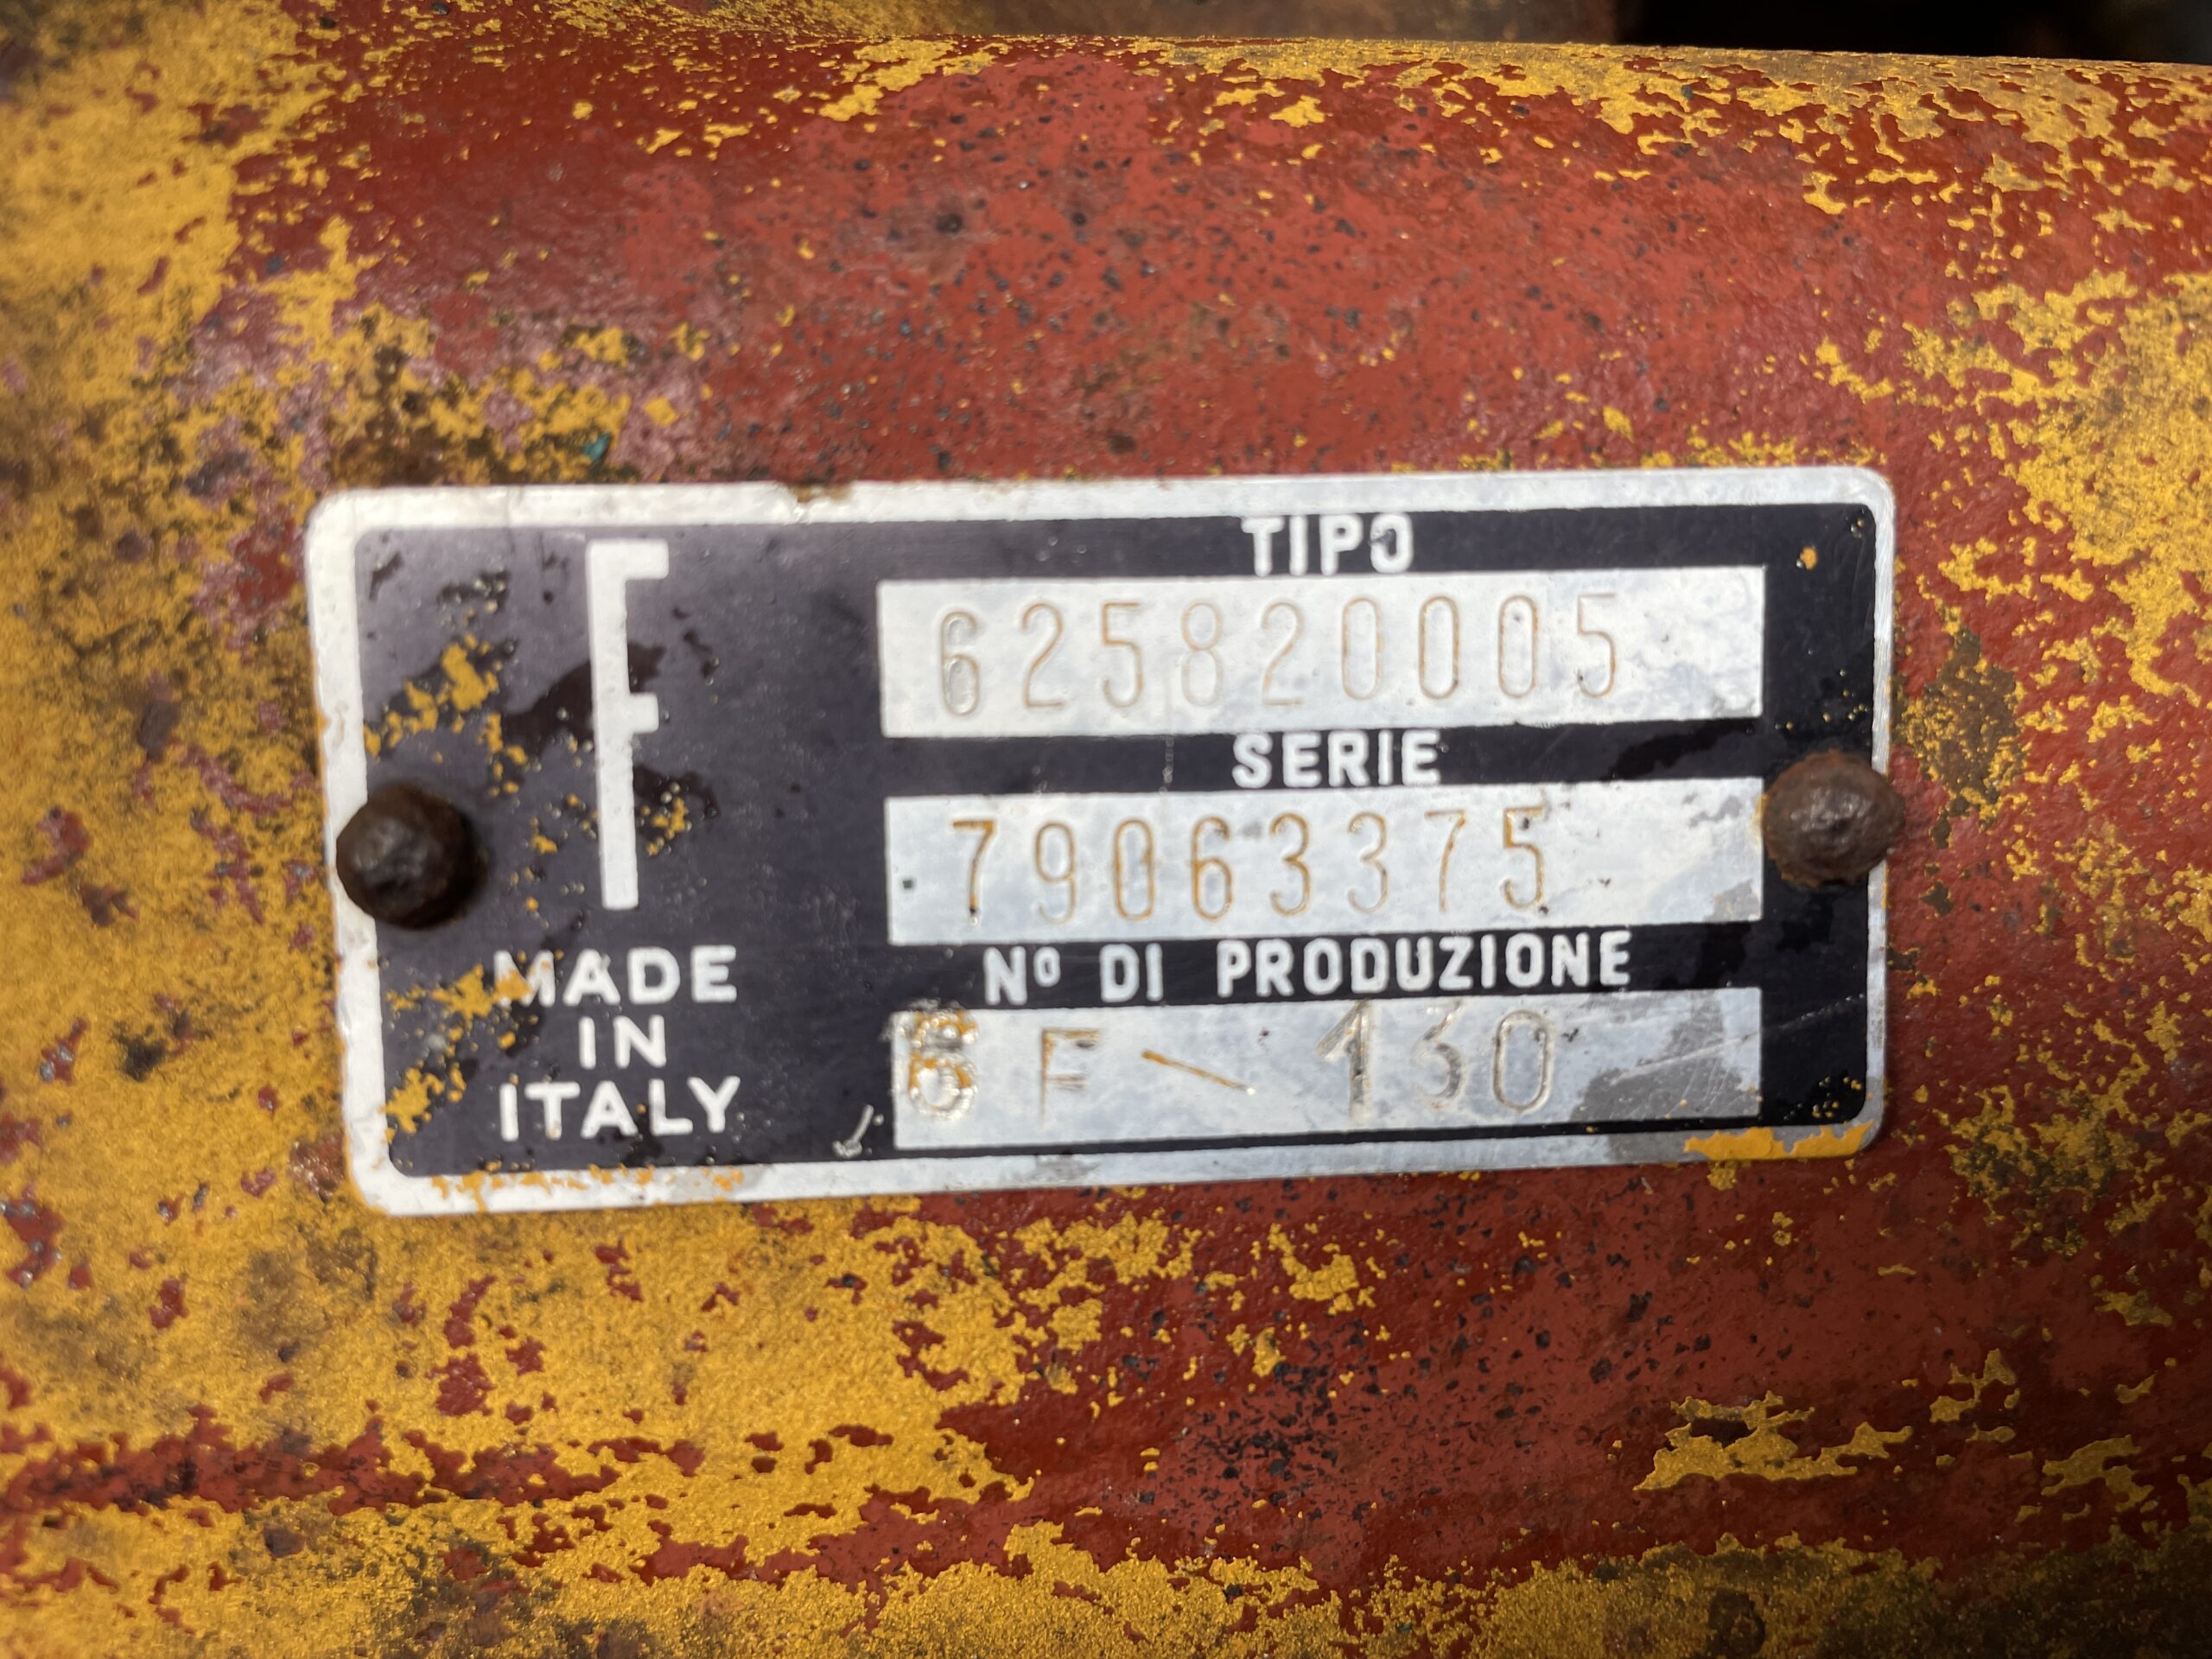 F
TIPO
625820005
SERIE
79063375
Nº DI PRODUZIONE
6F - 130
MADE
IN
ITALY